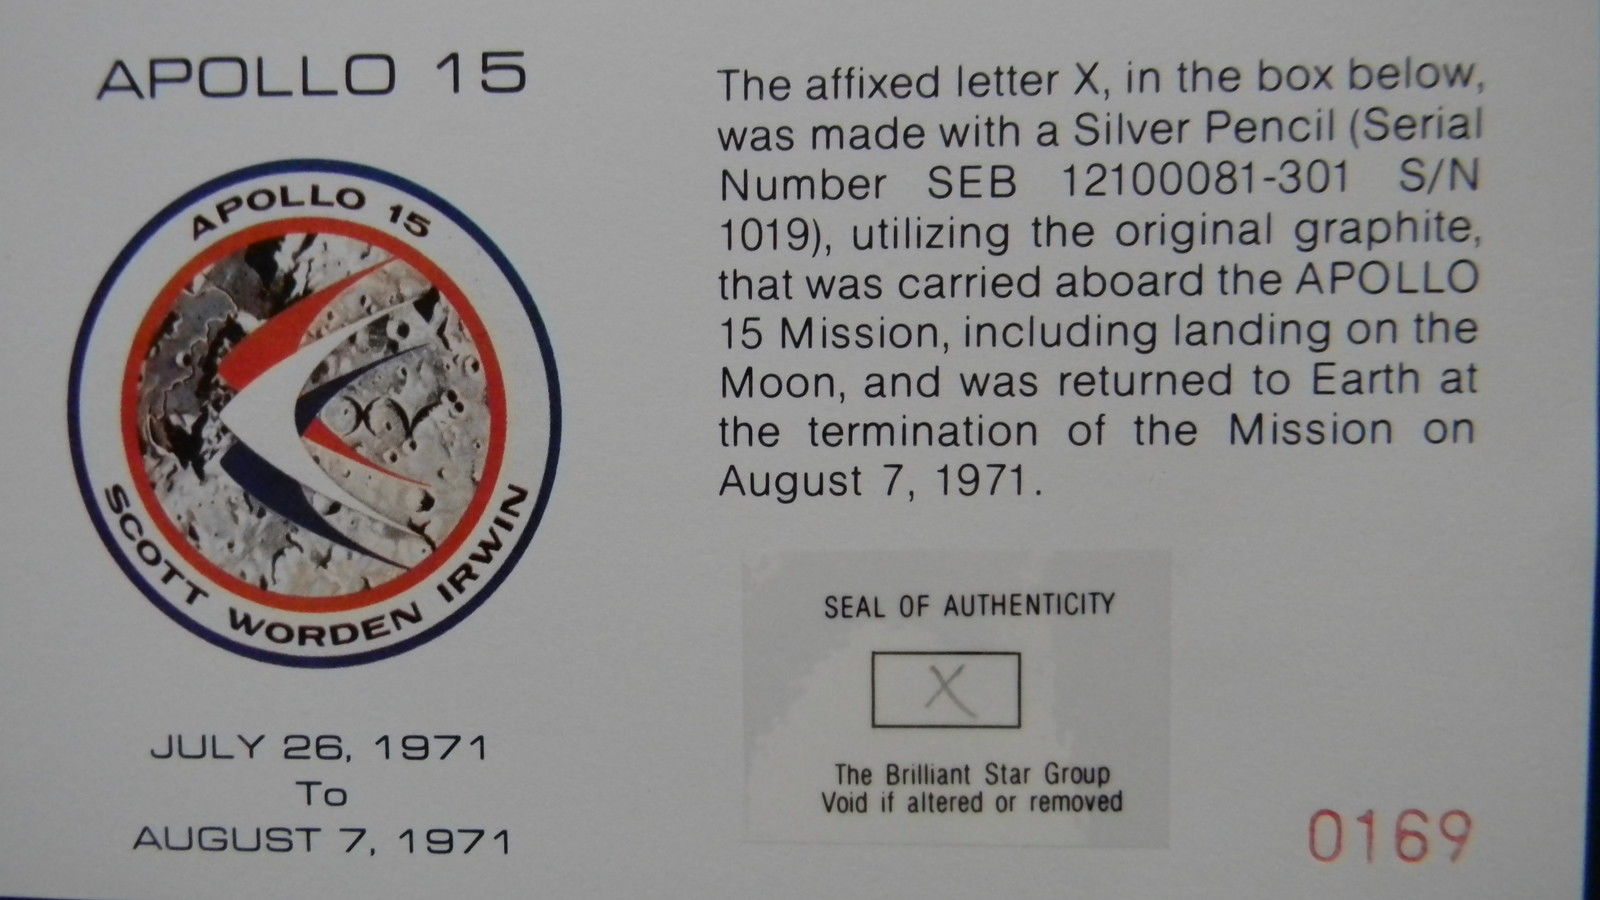 APOLLO 15
APOLLO 15
SCOTT WORDEN IRWIN
JULY 26, 1971
To
AUGUST 7, 1971
The affixed letter X, in the box below,
was made with a Silver Pencil (Serial
Number SEB 12100081-301 S/N
1019), utilizing the original graphite,
that was carried aboard the APOLLO
15 Mission, including landing on the
Moon, and was returned to Earth at
the termination of the Mission on
August 7, 1971.
SEAL OF AUTHENTICITY
X
The Brilliant Star Group
Void if altered or removed
0169